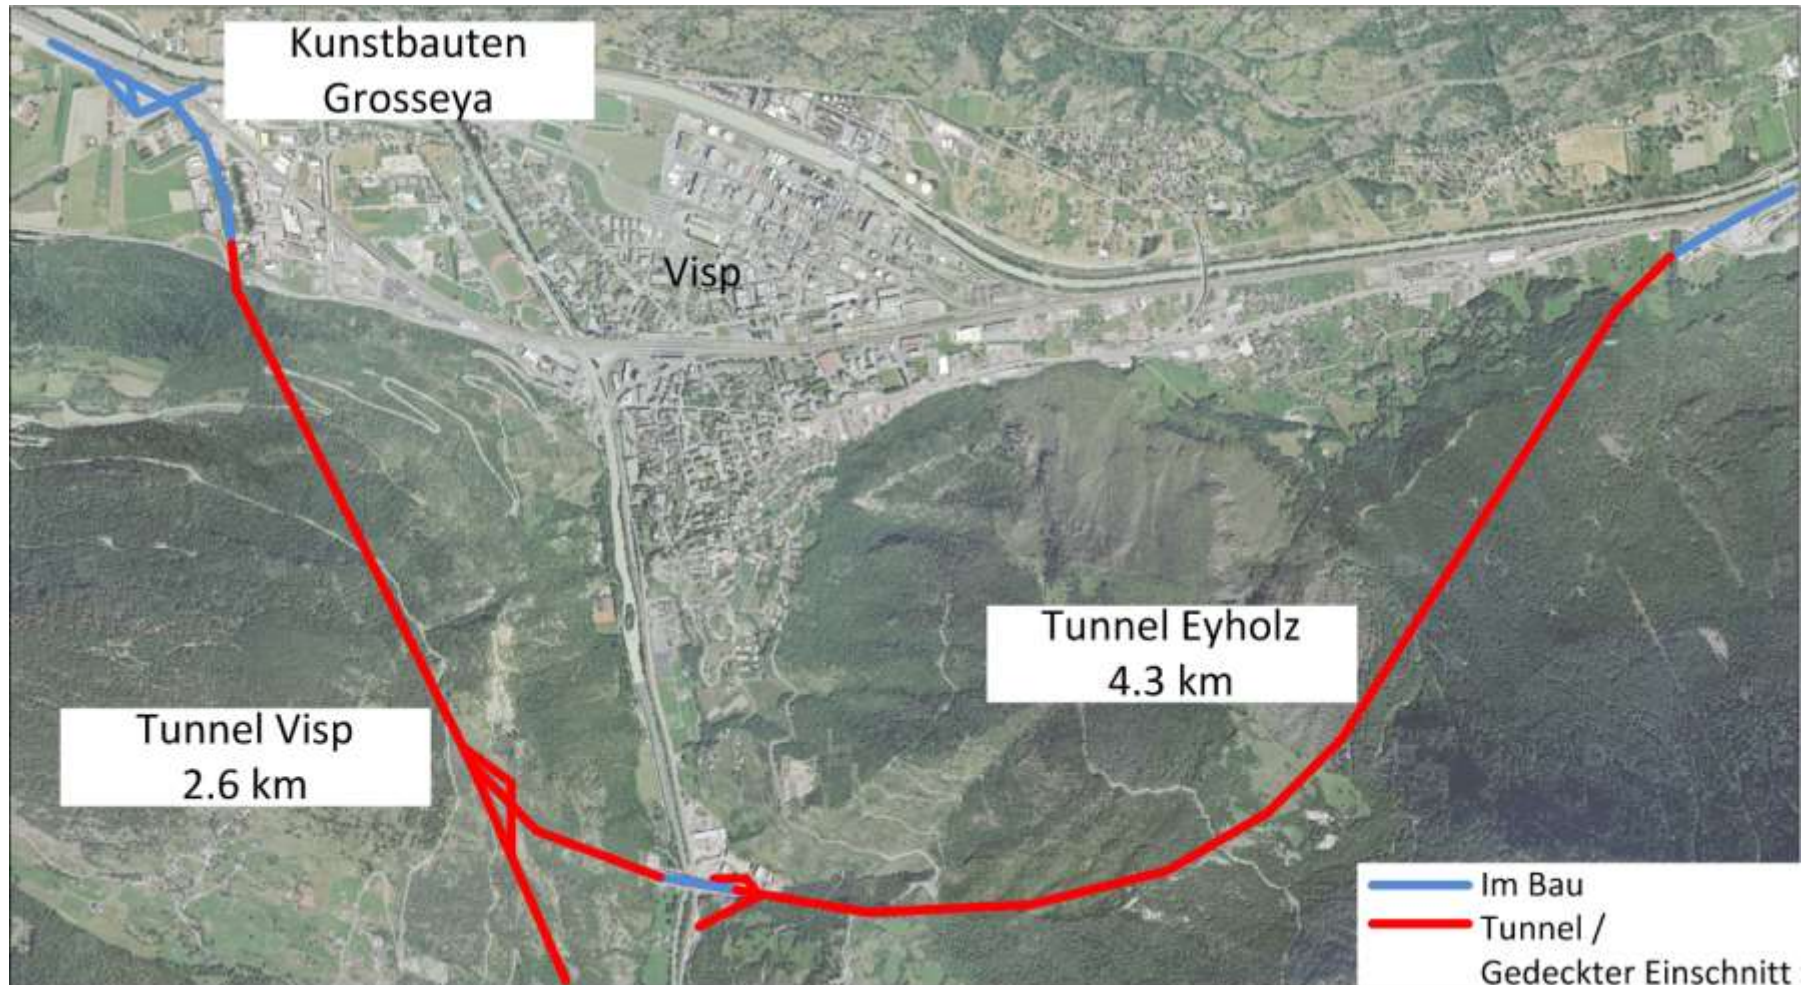 Kunstbauten
Grosseya
Visp
Tunnel Eyholz
4.3 km
Tunnel Visp
2.6 km
Im Bau
Tunnel /
Gedeckter Einschnitt